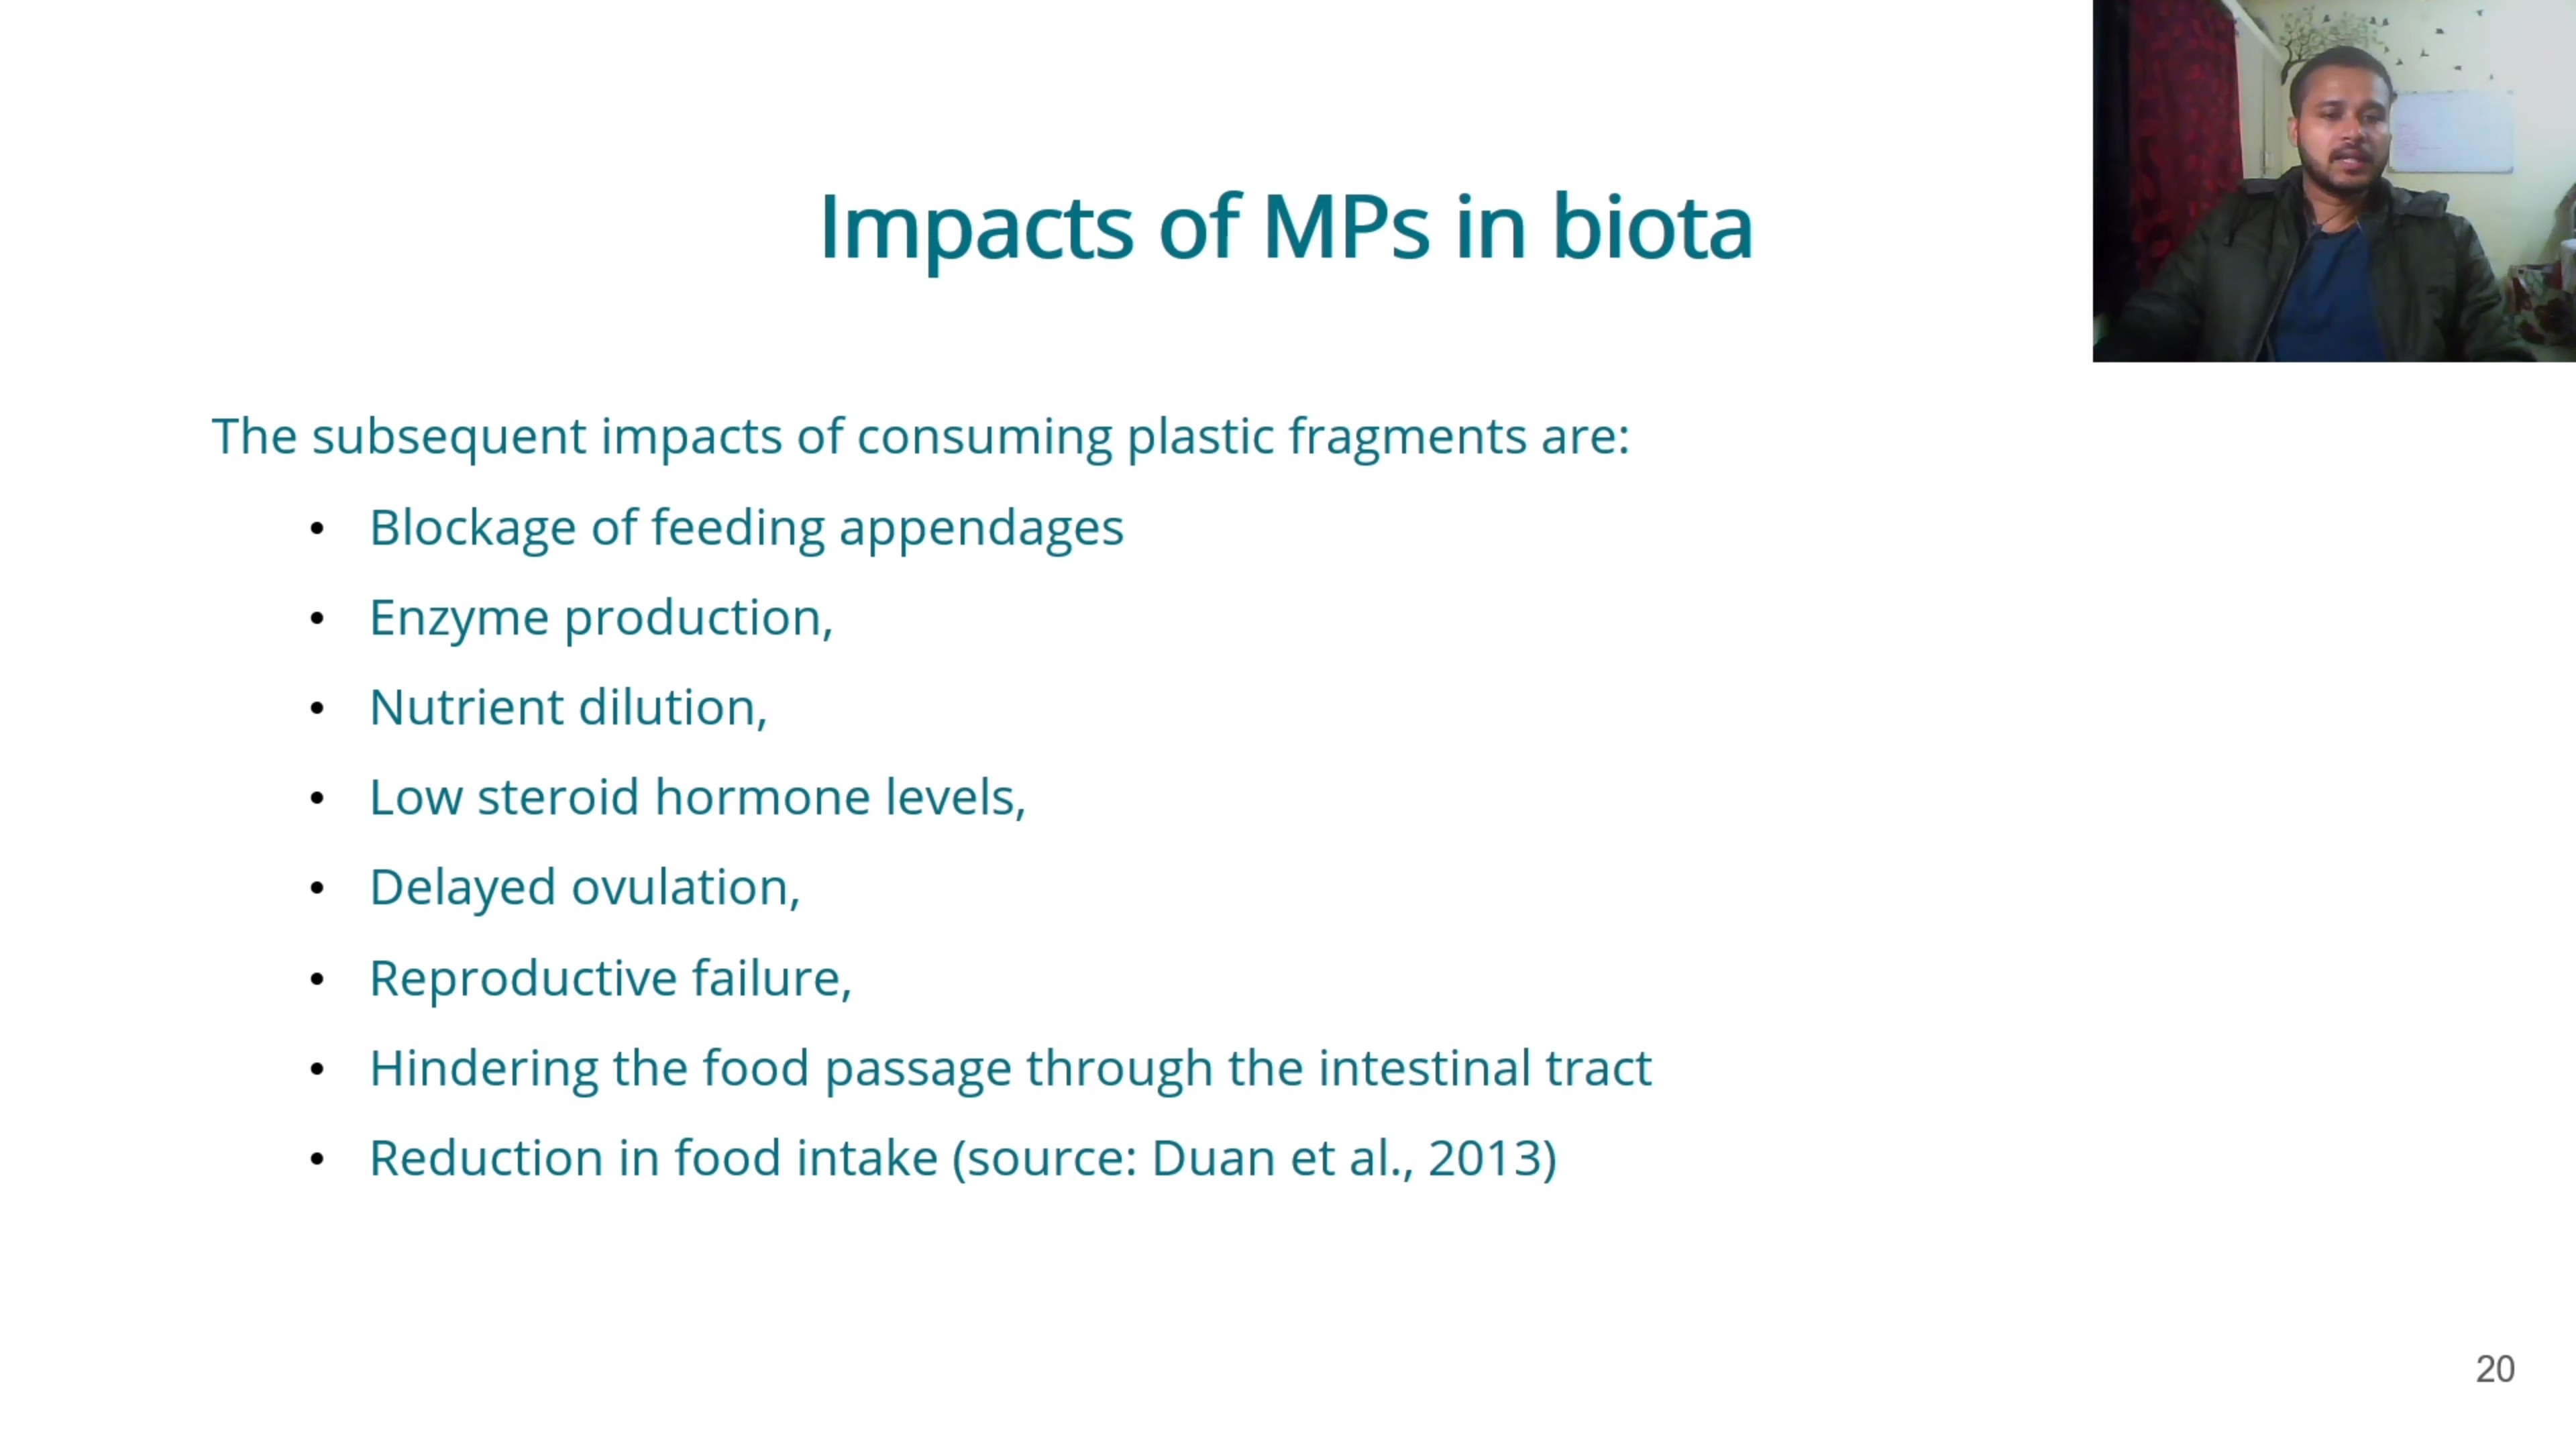 Impacts of MPs in biota
The subsequent impacts of consuming plastic fragments are:
• Blockage of feeding appendages
• Enzyme production,
• Nutrient dilution,
• Low steroid hormone levels,
• Delayed ovulation,
• Reproductive failure,
• Hindering the food passage through the intestinal tract
• Reduction in food intake (source: Duan et al., 2013)
20